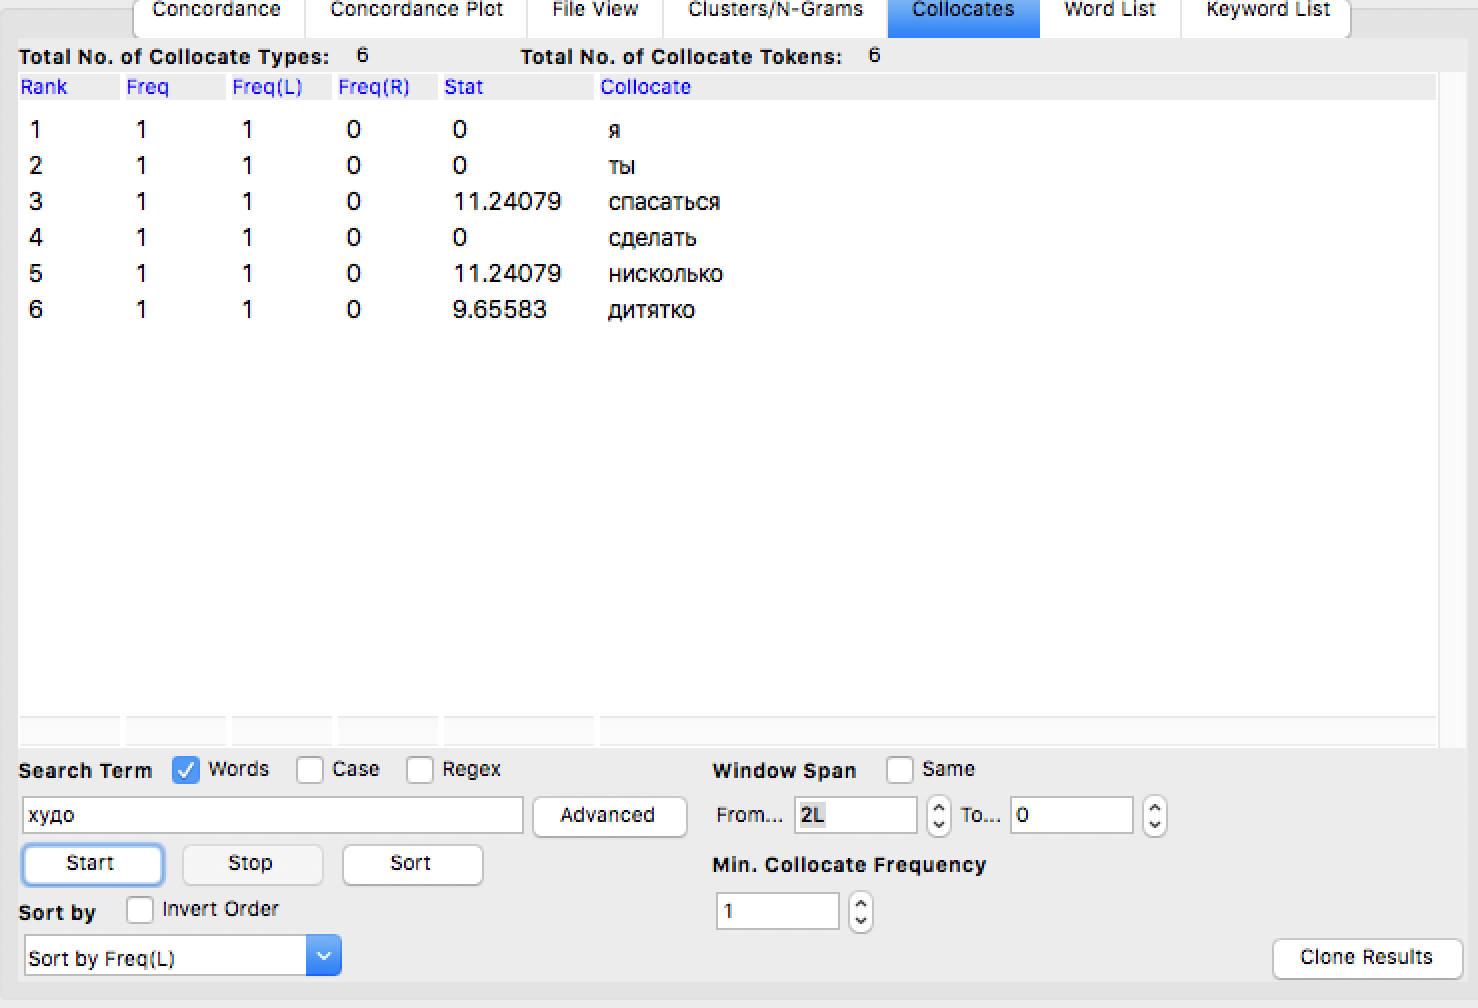 Concordance Concordance Plot File View Clusters/N-Grams Collocates Word List Keyword List
Total No. of Collocate Types: 6 Total No. of Collocate Tokens: 6
Rank Freq Freq(L) Freq(R) Stat Collocate
1 1 1 0 0 я
2 1 1 0 0 ты
3 1 1 0 11.24079 спасаться
4 1 1 0 0 сделать
5 1 1 0 11.24079 нисколько
6 1 1 0 9.65583 дитятко
Search Term Words Case Regex Window Span Same
худо Advanced From... 2L To... 0
Start Stop Sort Min. Collocate Frequency
Sort by Invert Order 1
Sort by Freq(L) Clone Results